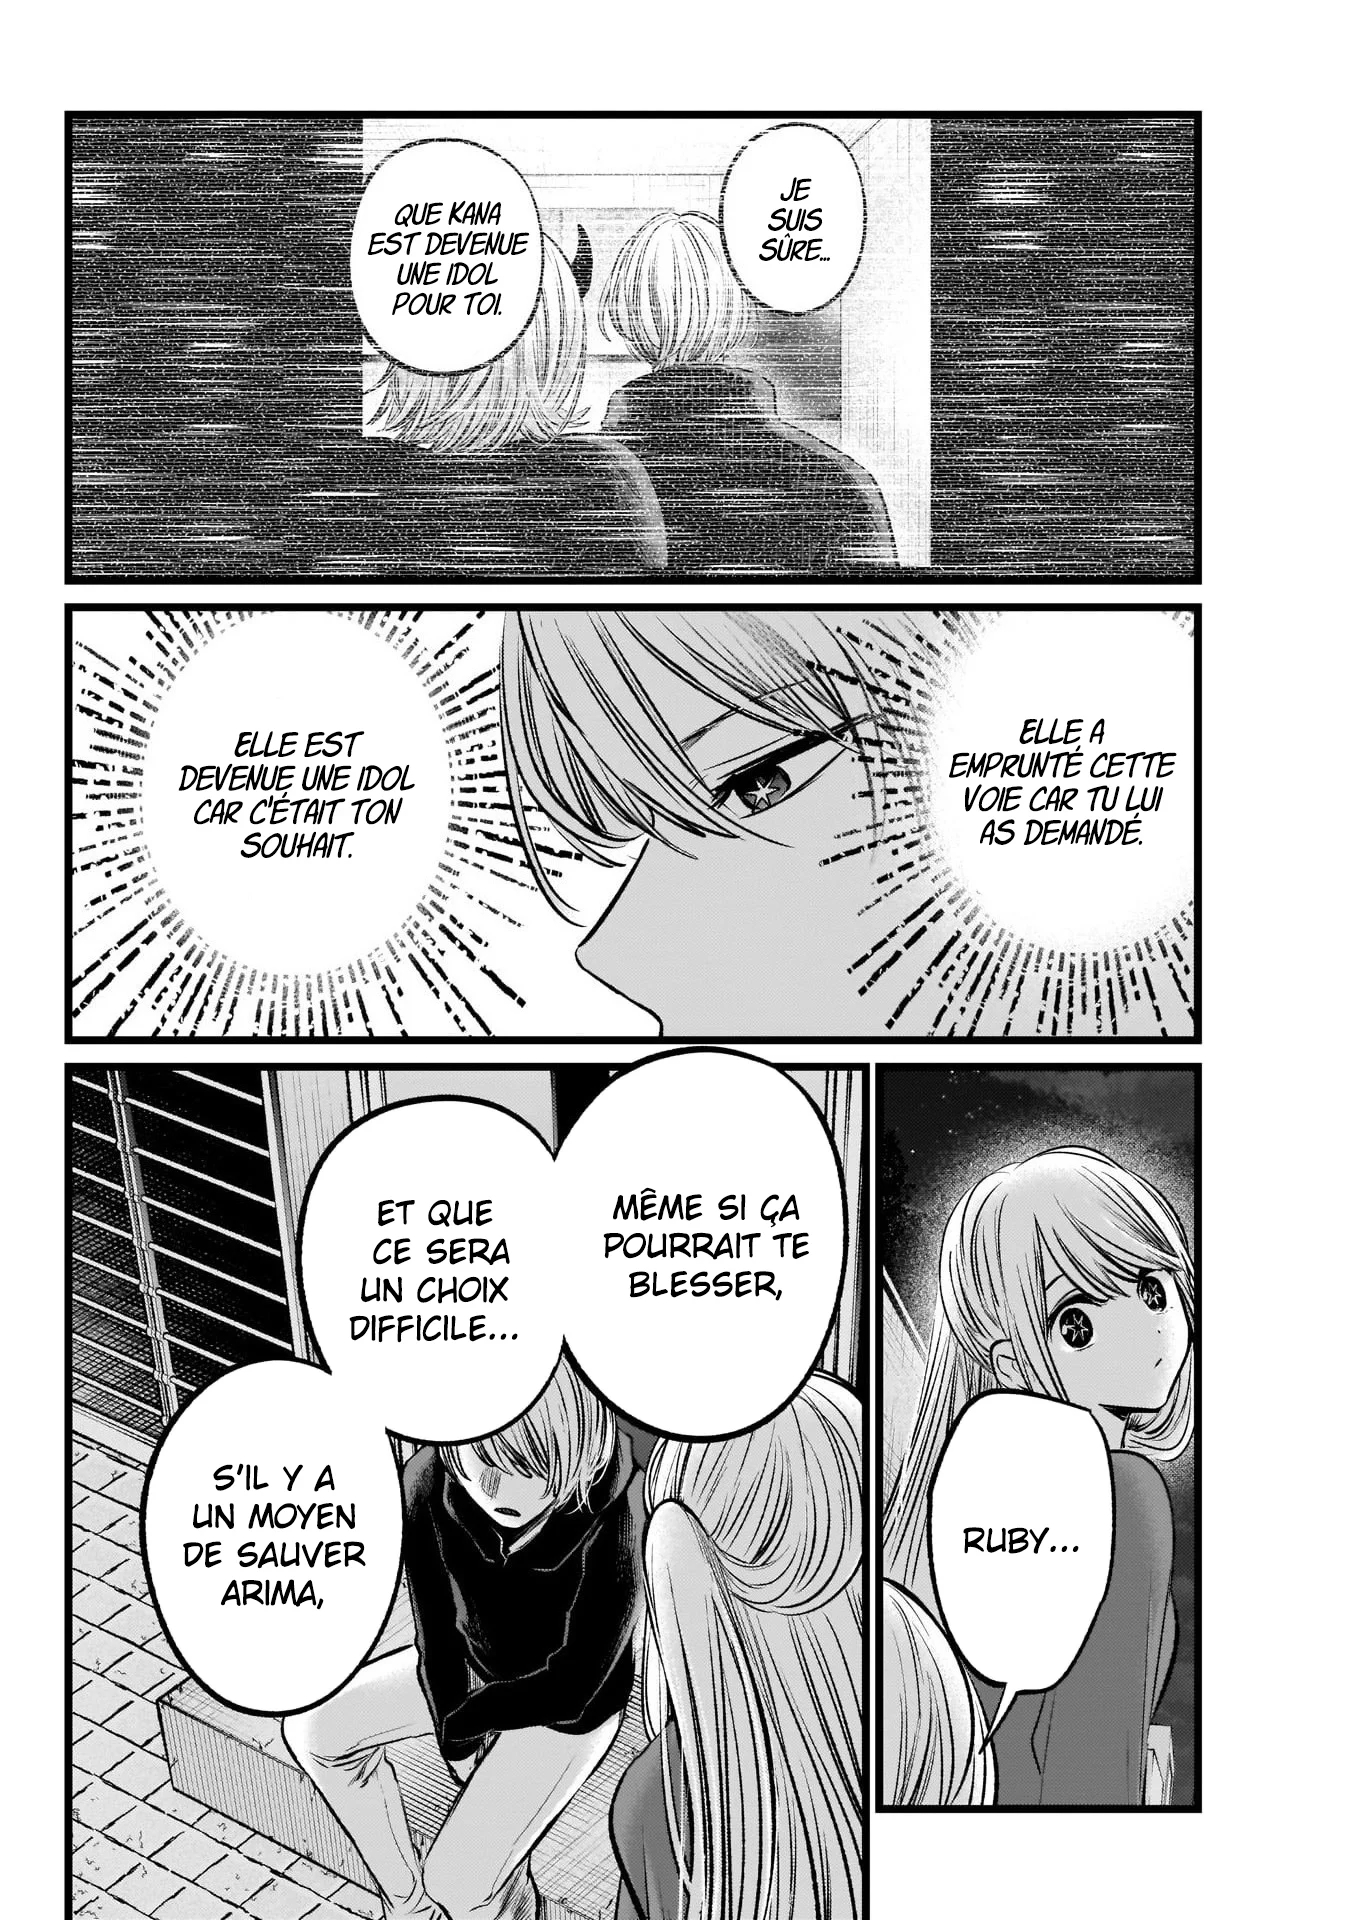 JE
SUIS
SÛRE...
QUE KANA
EST DEVENUE
UNE IDOL
POUR TOI.
ELLE A
EMPRUNTÉ CETTE
VOIE CAR TU LUI
AS DEMANDÉ.
ELLE EST
DEVENUE UNE IDOL
CAR C'ÉTAIT TON
SOUHAIT.
RUBY...
MÊME SI ÇA
POURRAIT TE
BLESSER,
ET QUE
CE SERA
UN CHOIX
DIFFICILE...
S'IL Y A
UN MOYEN
DE SAUVER
ARIMA,